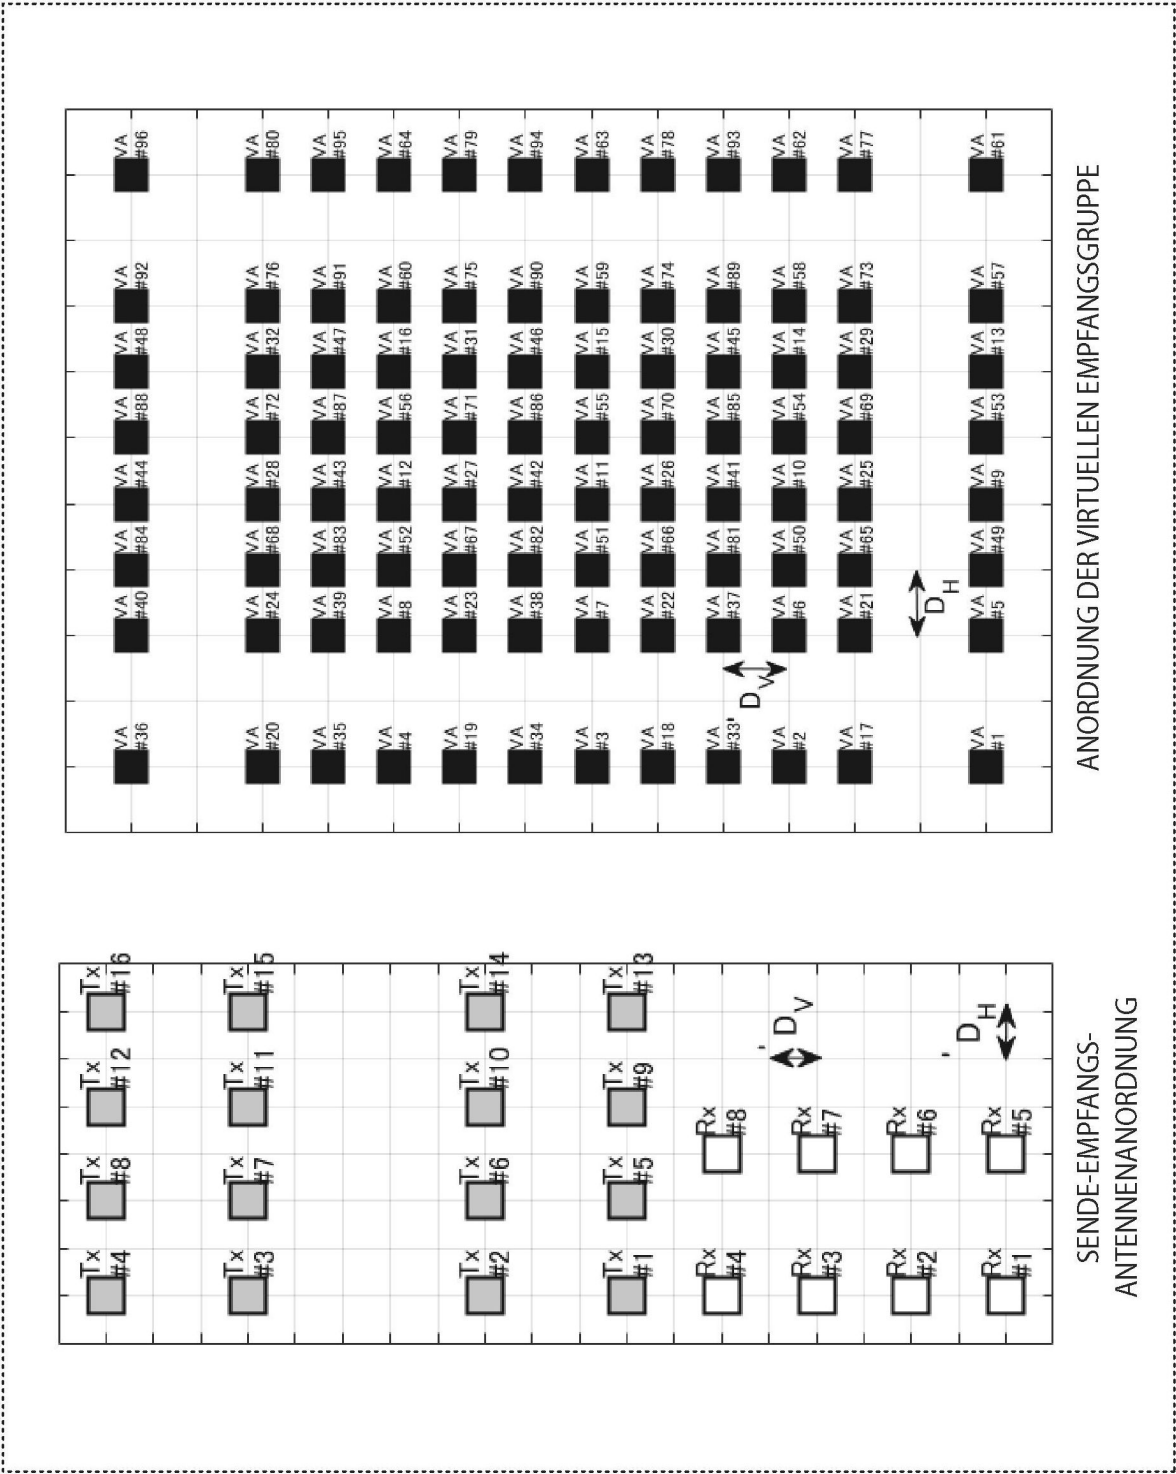 Tx Tx Tx Tx
#4 #8 #12 #16
Tx Tx Tx Tx
#3 #7 #11 #15
Tx Tx Tx Tx
#2 #6 #10 #14
Tx Tx Tx Tx
#1 #5 #9 #13
Rx Rx
#4 #8
' D_V
Rx Rx
#3 #7
Rx Rx
#2 #6
' D_H
Rx Rx
#1 #5
SENDE-EMPFANGS-
ANTENNENANORDNUNG
VA VA VA VA VA VA VA VA
#36 #40 #84 #44 #88 #48 #92 #96
VA VA VA VA VA VA VA VA
#20 #24 #68 #28 #72 #32 #76 #80
VA VA VA VA VA VA VA VA
#35 #39 #83 #43 #87 #47 #91 #95
VA VA VA VA VA VA VA VA
#4 #8 #52 #12 #56 #16 #60 #64
VA VA VA VA VA VA VA VA
#19 #23 #67 #27 #71 #31 #75 #79
VA VA VA VA VA VA VA VA
#34 #38 #82 #42 #86 #46 #90 #94
VA VA VA VA VA VA VA VA
#3 #7 #51 #11 #55 #15 #59 #63
VA VA VA VA VA VA VA VA
#18 #22 #66 #26 #70 #30 #74 #78
VA VA VA VA VA VA VA VA
#33 #37 #81 #41 #85 #45 #89 #93
' D_V
VA VA VA VA VA VA VA VA
#2 #6 #50 #10 #54 #14 #58 #62
VA VA VA VA VA VA VA VA
#17 #21 #65 #25 #69 #29 #73 #77
D_H
VA VA VA VA VA VA VA VA
#1 #5 #49 #9 #53 #13 #57 #61
ANORDNUNG DER VIRTUELLEN EMPFANGSGRUPPE